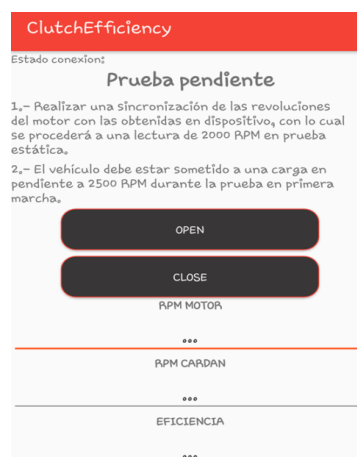 ClutchEfficiency
Estado conexion:
Prueba pendiente
1.- Realizar una sincronización de las revoluciones
del motor con las obtenidas en dispositivo, con lo cual
se procederá a una lectura de 2000 RPM en prueba
estática.
2.- El vehículo debe estar sometido a una carga en
pendiente a 2500 RPM durante la prueba en primera
marcha.
OPEN
CLOSE
RPM MOTOR
...
RPM CARDAN
...
EFICIENCIA
...